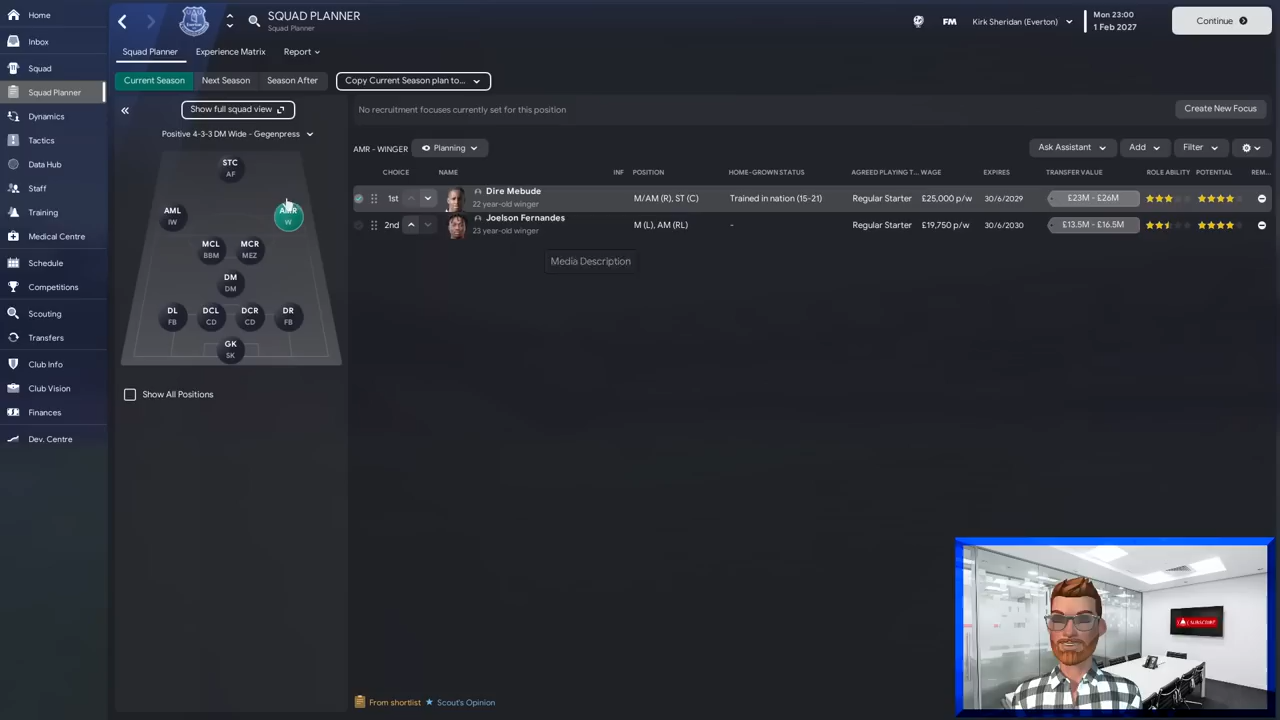 Home
Inbox
Squad
Squad Planner
Dynamics
Tactics
Data Hub
Staff
Training
Medical Centre
Schedule
Competitions
Scouting
Transfers
Club Info
Club Vision
Finances
Dev. Centre
SQUAD PLANNER
Squad Planner
FM
Kirk Sheridan (Everton)
Mon 23:00
1 Feb 2027
Continue
Squad Planner Experience Matrix Report
Current Season Next Season Season After Copy Current Season plan to...
Show full squad view
Positive 4-3-3 DM Wide - Gegenpress
STC
AF
AML
IW
AMR
W
MCL
BBM
MCR
MEZ
DM
DM
DL
FB
DCL
CD
DCR
CD
DR
FB
GK
SK
Show All Positions
No recruitment focuses currently set for this position
Create New Focus
AMR - WINGER Planning
Ask Assistant Add Filter
CHOICE NAME INF POSITION HOME-GROWN STATUS AGREED PLAYING T... WAGE EXPIRES TRANSFER VALUE ROLE ABILITY POTENTIAL REM...
1st Dire Mebude M/AM (R), ST (C) Trained in nation (15-21) Regular Starter £25,000 p/w 30/6/2029 £23M - £26M
22 year-old winger
2nd Joelson Fernandes M (L), AM (RL) - Regular Starter £19,750 p/w 30/6/2030 £13.5M - £16.5M
23 year-old winger
Media Description
SUBSCRIBE
From shortlist Scout's Opinion